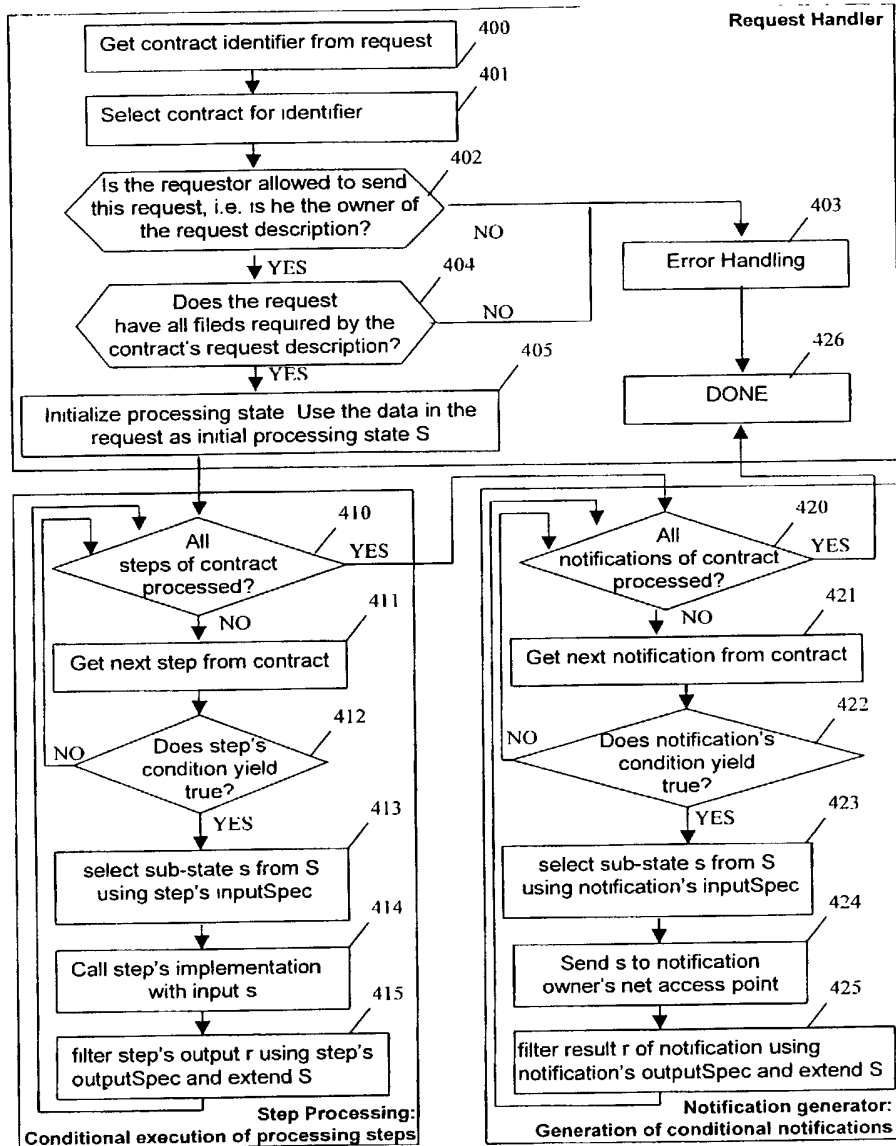 Request Handler
Get contract identifier from request
400
401
Select contract for identifier
402
Is the requestor allowed to send
this request, i.e. is he the owner of
the request description?
NO
YES
403
Error Handling
404
Does the request
have all fileds required by the
contract's request description?
NO
YES
405
Initialize processing state Use the data in the
request as initial processing state S
426
DONE
410
All
steps of contract
processed?
YES
NO
411
Get next step from contract
412
Does step's
condition yield
true?
NO
YES
413
select sub-state s from S
using step's inputSpec
414
Call step's implementation
with input s
415
filter step's output r using step's
outputSpec and extend S
Step Processing:
Conditional execution of processing steps
420
All
notifications of contract
processed?
YES
NO
421
Get next notification from contract
422
Does notification's
condition yield
true?
NO
YES
423
select sub-state s from S
using notification's inputSpec
424
Send s to notification
owner's net access point
425
filter result r of notification using
notification's outputSpec and extend S
Notification generator:
Generation of conditional notifications